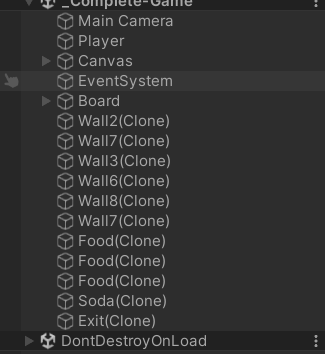 _Complete-Game
Main Camera
Player
Canvas
EventSystem
Board
Wall2(Clone)
Wall7(Clone)
Wall3(Clone)
Wall6(Clone)
Wall8(Clone)
Wall7(Clone)
Food(Clone)
Food(Clone)
Food(Clone)
Soda(Clone)
Exit(Clone)
DontDestroyOnLoad